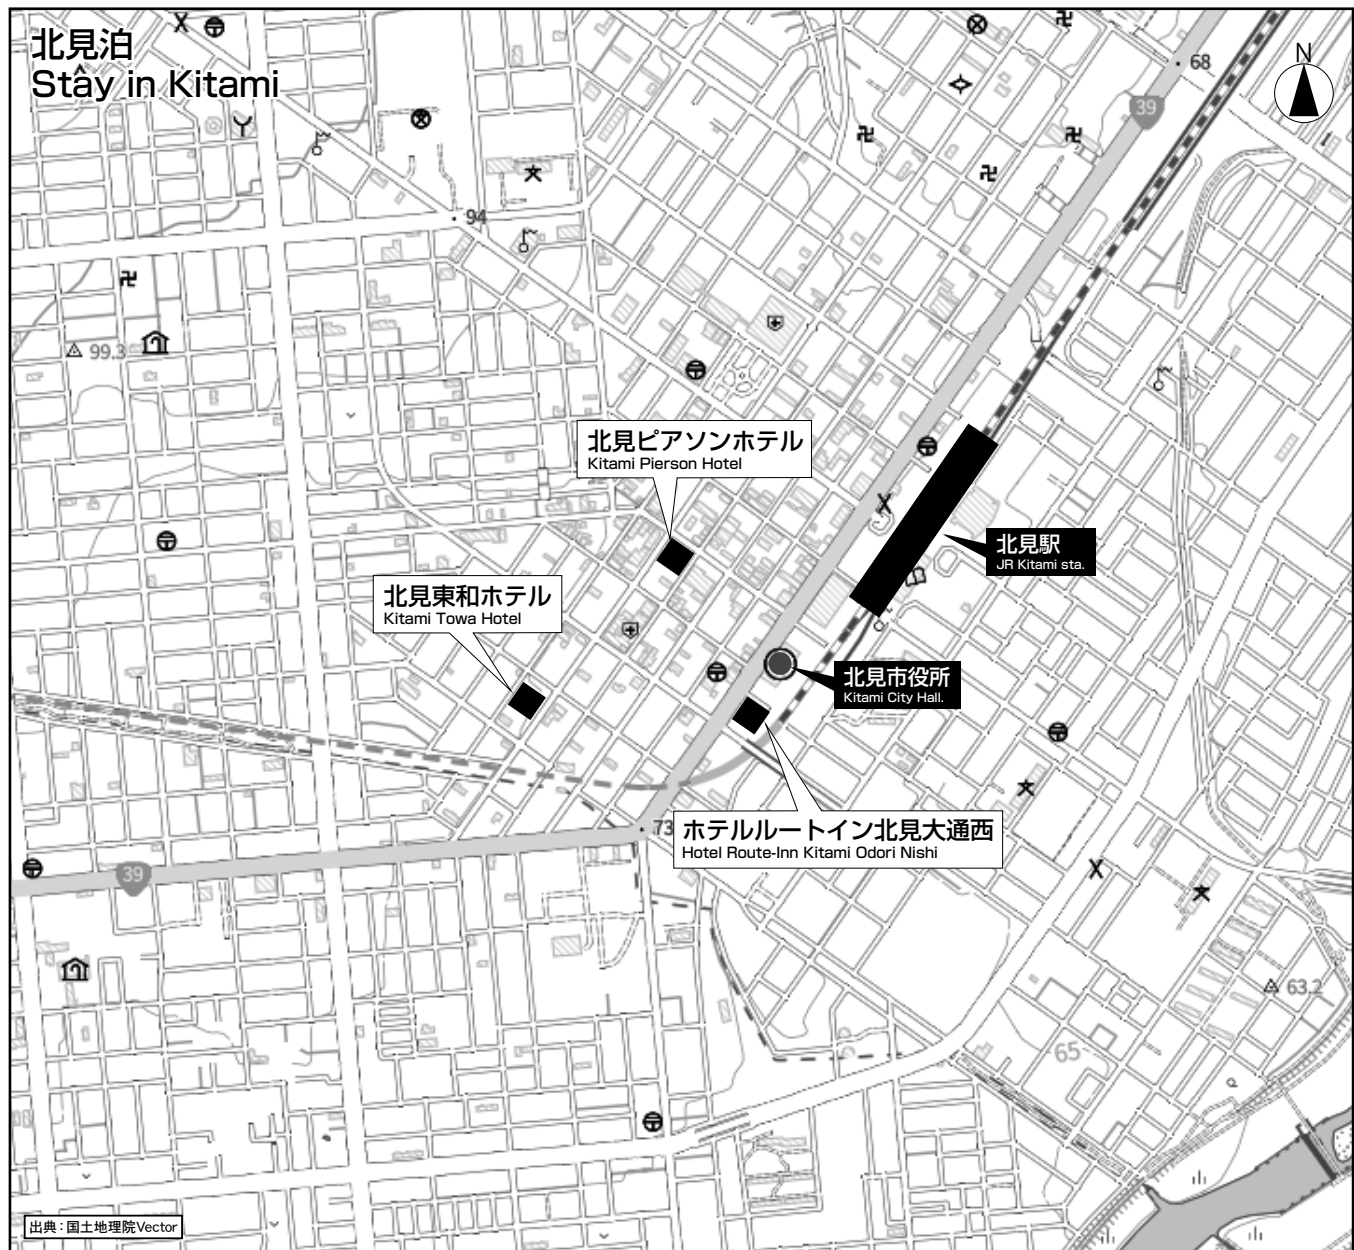 北見泊
Stay in Kitami
N
68
39
94
99.3
北見ピアソンホテル
Kitami Pierson Hotel
北見駅
JR Kitami sta.
北見東和ホテル
Kitami Towa Hotel
北見市役所
Kitami City Hall.
73
ホテルルートイン北見大通西
Hotel Route-Inn Kitami Odori Nishi
39
63.2
65
出典：国土地理院Vector